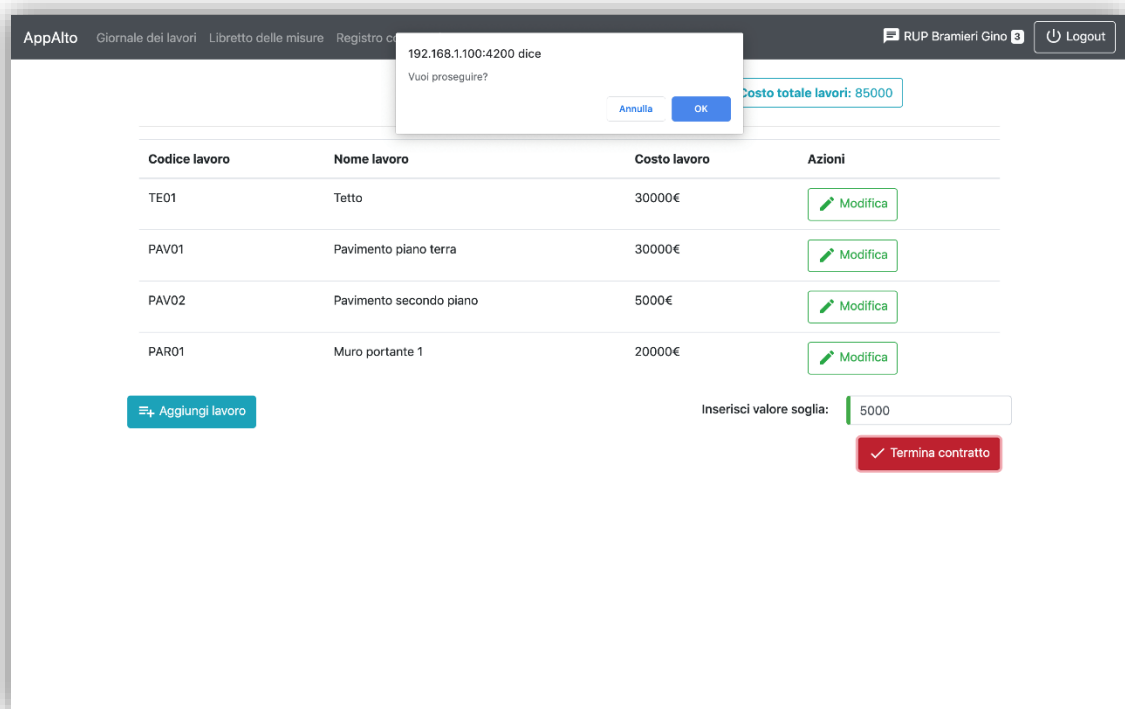 AppAlto Giornale dei lavori Libretto delle misure Registro RUP Bramieri Gino 3 Logout
192.168.1.100:4200 dice
Vuoi proseguire?
Annulla OK
Costo totale lavori: 85000
Codice lavoro Nome lavoro Costo lavoro Azioni
TE01 Tetto 30000€ Modifica
PAV01 Pavimento piano terra 30000€ Modifica
PAV02 Pavimento secondo piano 5000€ Modifica
PAR01 Muro portante 1 20000€ Modifica
Aggiungi lavoro Inserisci valore soglia: 5000
Termina contratto